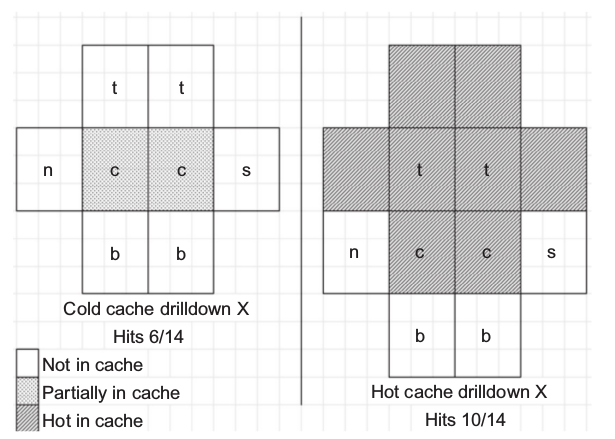 t t
n c c s
b b
Cold cache drilldown X
Hits 6/14
Not in cache
Partially in cache
Hot in cache
t t
n c c s
b b
Hot cache drilldown X
Hits 10/14